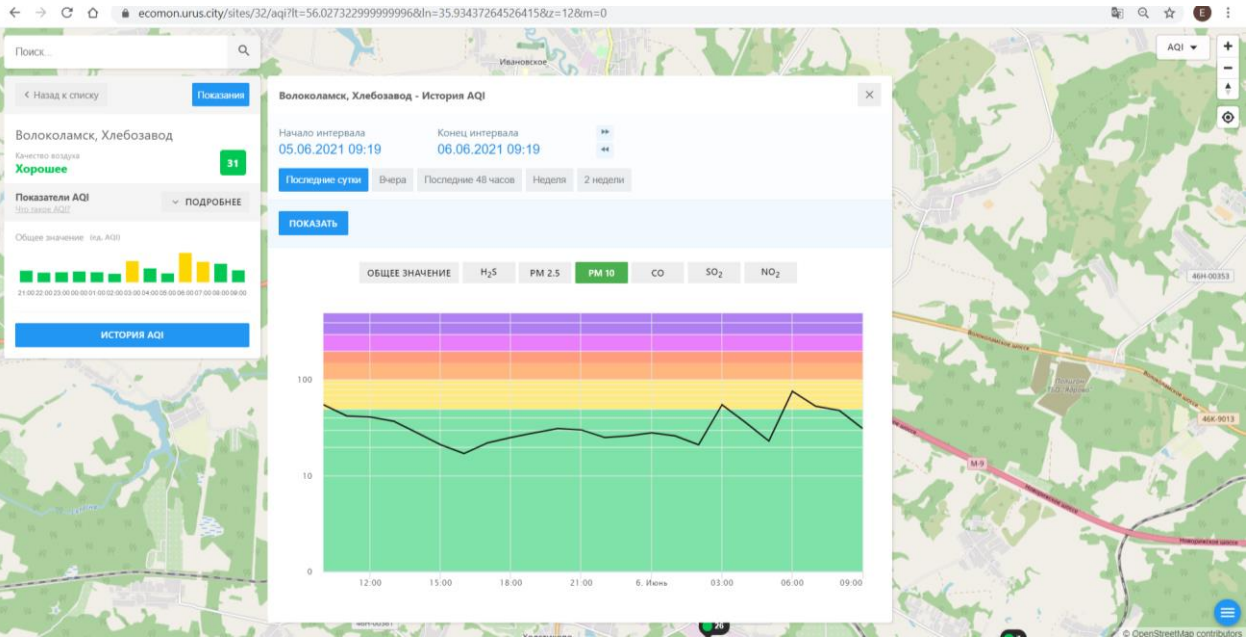 ecomon.urus.city/sites/32/aqi?lt=56.027322999999996&ln=35.93437264526415&z=12&m=0
E
Поиск...
Ивановское
AQI
Назад к списку
Показания
Волоколамск, Хлебозавод - История AQI
Волоколамск, Хлебозавод
Качество воздуха
Хорошее
31
Начало интервала
Конец интервала
05.06.2021 09:19
06.06.2021 09:19
Последние сутки
Вчера
Последние 48 часов
Неделя
2 недели
Показатели AQI
Что такое AQI?
ПОДРОБНЕЕ
ПОКАЗАТЬ
Общее значение (ед. AQI)
21:00 22:00 23:00 00:00 01:00 02:00 03:00 04:00 05:00 06:00 07:00 08:00 09:00
ИСТОРИЯ AQI
ОБЩЕЕ ЗНАЧЕНИЕ
H2S
PM 2.5
PM 10
CO
SO2
NO2
100
10
0
12:00
15:00
18:00
21:00
6. Июнь
03:00
06:00
09:00
46Н-00353
Волоколамское шоссе
46К-9013
М-9
Новорижское шоссе
Новорижское шоссе
26
© OpenStreetMap contributors